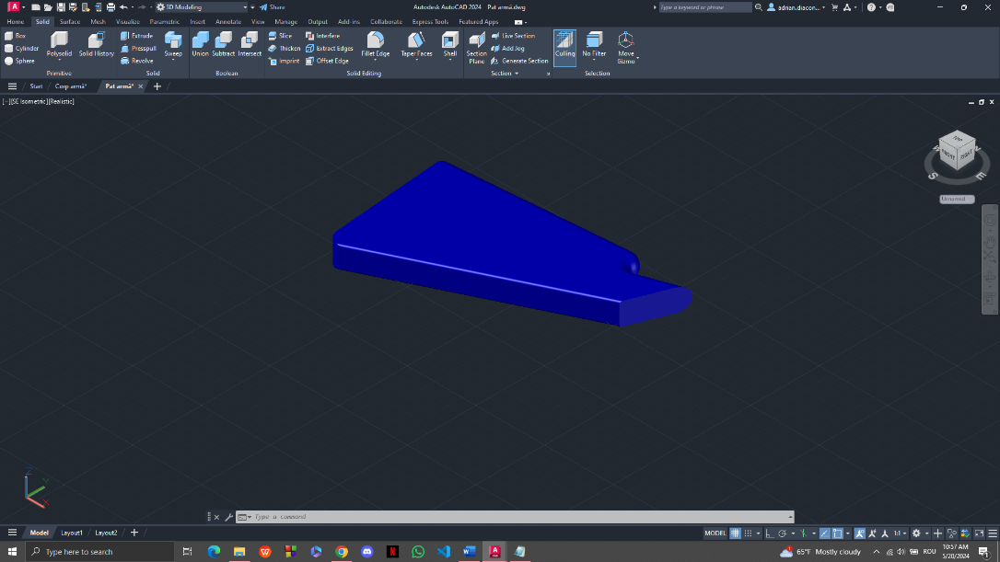 3D Modeling
Share
Autodesk AutoCAD 2024 Pat armă.dwg
Type a keyword or phrase
adrian.diacon...
Home Solid Surface Mesh Visualize Parametric Insert Annotate View Manage Output Add-ins Collaborate Express Tools Featured Apps
Box
Cylinder
Sphere
Polysolid
Solid History
Primitive
Extrude
Presspull
Revolve
Sweep
Solid
Union
Subtract
Intersect
Boolean
Slice
Thicken
Imprint
Interfere
Extract Edges
Offset Edge
Fillet Edge
Taper Faces
Shell
Solid Editing
Section Plane
Live Section
Add Jog
Generate Section
Section
Culling
No Filter
Move Gizmo
Selection
Start Corp armă* Pat armă*
[−][SE Isometric][Realistic]
TOP
FRONT
RIGHT
S
E
N
Unnamed
Z
Y
X
Type a command
Model Layout1 Layout2
MODEL
1:1
Type here to search
65°F Mostly cloudy
ROU
10:57 AM
5/20/2024